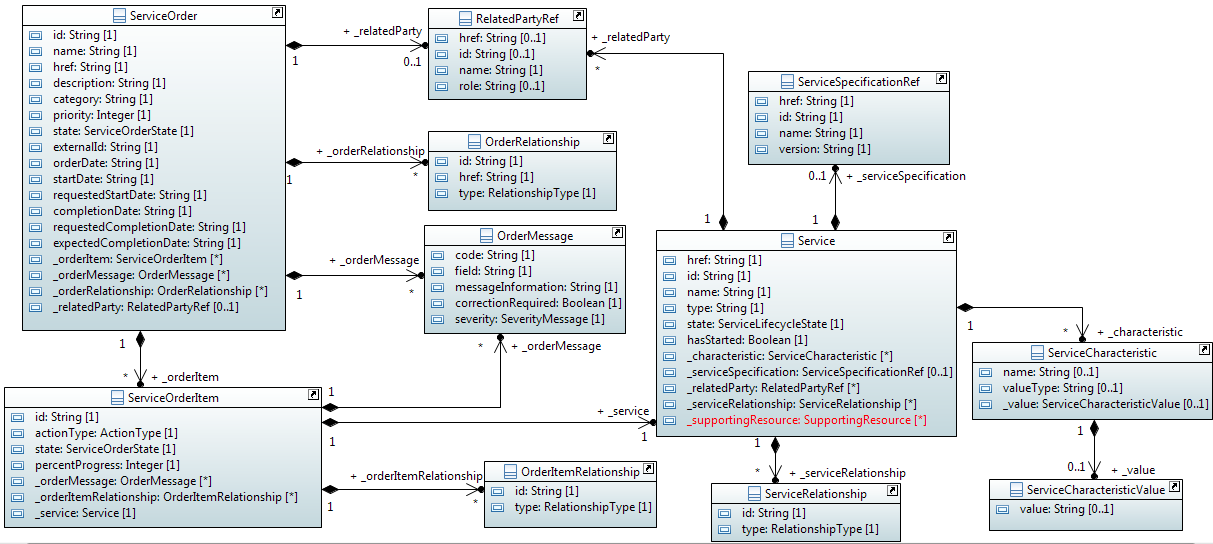 ServiceOrder
id: String [1]
name: String [1]
href: String [1]
description: String [1]
category: String [1]
priority: Integer [1]
state: ServiceOrderState [1]
externalId: String [1]
orderDate: String [1]
startDate: String [1]
requestedStartDate: String [1]
completionDate: String [1]
requestedCompletionDate: String [1]
expectedCompletionDate: String [1]
_orderItem: ServiceOrderItem [*]
_orderMessage: OrderMessage [*]
_orderRelationship: OrderRelationship [*]
_relatedParty: RelatedPartyRef [0..1]
+ _relatedParty
1
0..1
RelatedPartyRef
href: String [0..1]
id: String [0..1]
name: String [1]
role: String [0..1]
+ _relatedParty
*
1
+ _orderRelationship
1
*
OrderRelationship
id: String [1]
href: String [1]
type: RelationshipType [1]
ServiceSpecificationRef
href: String [1]
id: String [1]
name: String [1]
version: String [1]
0..1
+ _serviceSpecification
1
+ _orderMessage
1
*
OrderMessage
code: String [1]
field: String [1]
messageInformation: String [1]
correctionRequired: Boolean [1]
severity: SeverityMessage [1]
*
+ _orderMessage
1
Service
href: String [1]
id: String [1]
name: String [1]
type: String [1]
state: ServiceLifecycleState [1]
hasStarted: Boolean [1]
_characteristic: ServiceCharacteristic [*]
_serviceSpecification: ServiceSpecificationRef [0..1]
_relatedParty: RelatedPartyRef [*]
_serviceRelationship: ServiceRelationship [*]
_supportingResource: SupportingResource [*]
1
*
+ _characteristic
ServiceCharacteristic
name: String [0..1]
valueType: String [0..1]
_value: ServiceCharacteristicValue [0..1]
1
0..1
+ _value
ServiceCharacteristicValue
value: String [0..1]
1
*
+ _orderItem
ServiceOrderItem
id: String [1]
actionType: ActionType [1]
state: ServiceOrderState [1]
percentProgress: Integer [1]
_orderMessage: OrderMessage [*]
_orderItemRelationship: OrderItemRelationship [*]
_service: Service [1]
+ _service
1
1
+ _orderItemRelationship
1
*
OrderItemRelationship
id: String [1]
type: RelationshipType [1]
1
*
+ _serviceRelationship
ServiceRelationship
id: String [1]
type: RelationshipType [1]